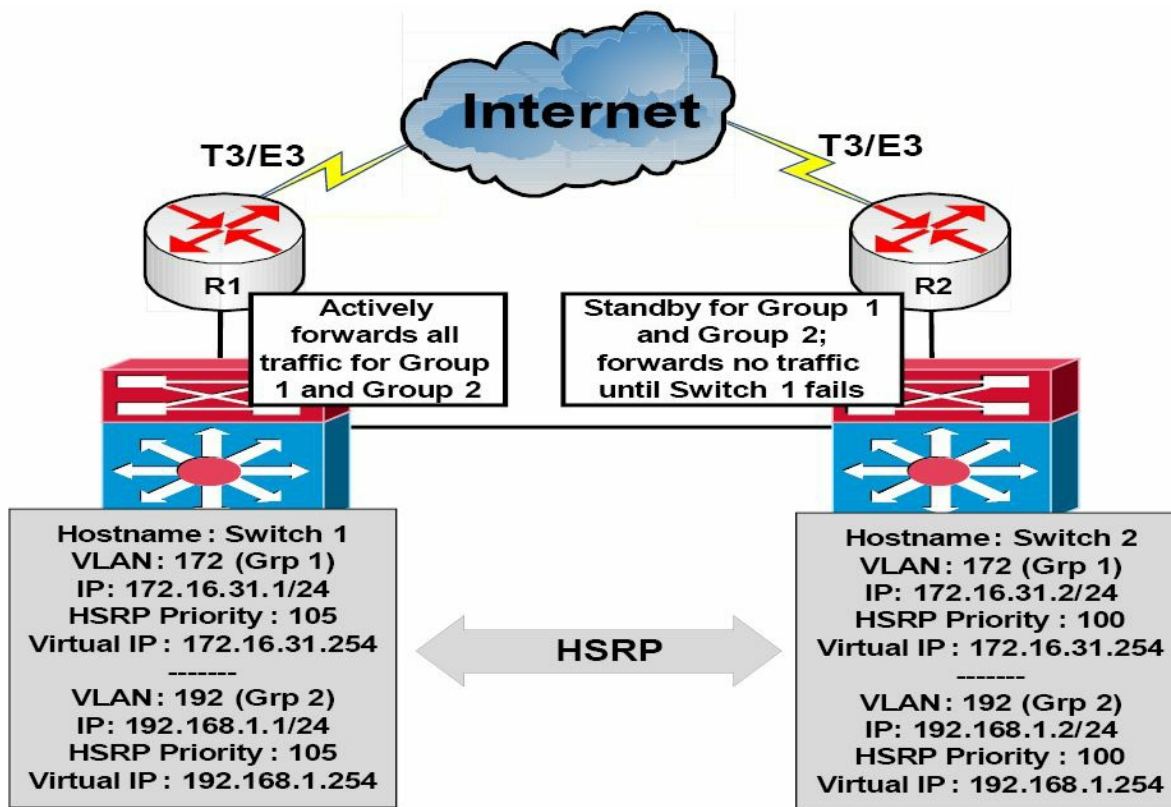 Internet
T3/E3
T3/E3
R1
R2
Actively
forwards all
traffic for Group
1 and Group 2
Standby for Group 1
and Group 2;
forwards no traffic
until Switch 1 fails
Hostname: Switch 1
VLAN: 172 (Grp 1)
IP: 172.16.31.1/24
HSRP Priority : 105
Virtual IP : 172.16.31.254
-------
VLAN: 192 (Grp 2)
IP: 192.168.1.1/24
HSRP Priority : 105
Virtual IP : 192.168.1.254
HSRP
Hostname: Switch 2
VLAN: 172 (Grp 1)
IP: 172.16.31.2/24
HSRP Priority : 100
Virtual IP : 172.16.31.254
-------
VLAN: 192 (Grp 2)
IP: 192.168.1.2/24
HSRP Priority : 100
Virtual IP : 192.168.1.254